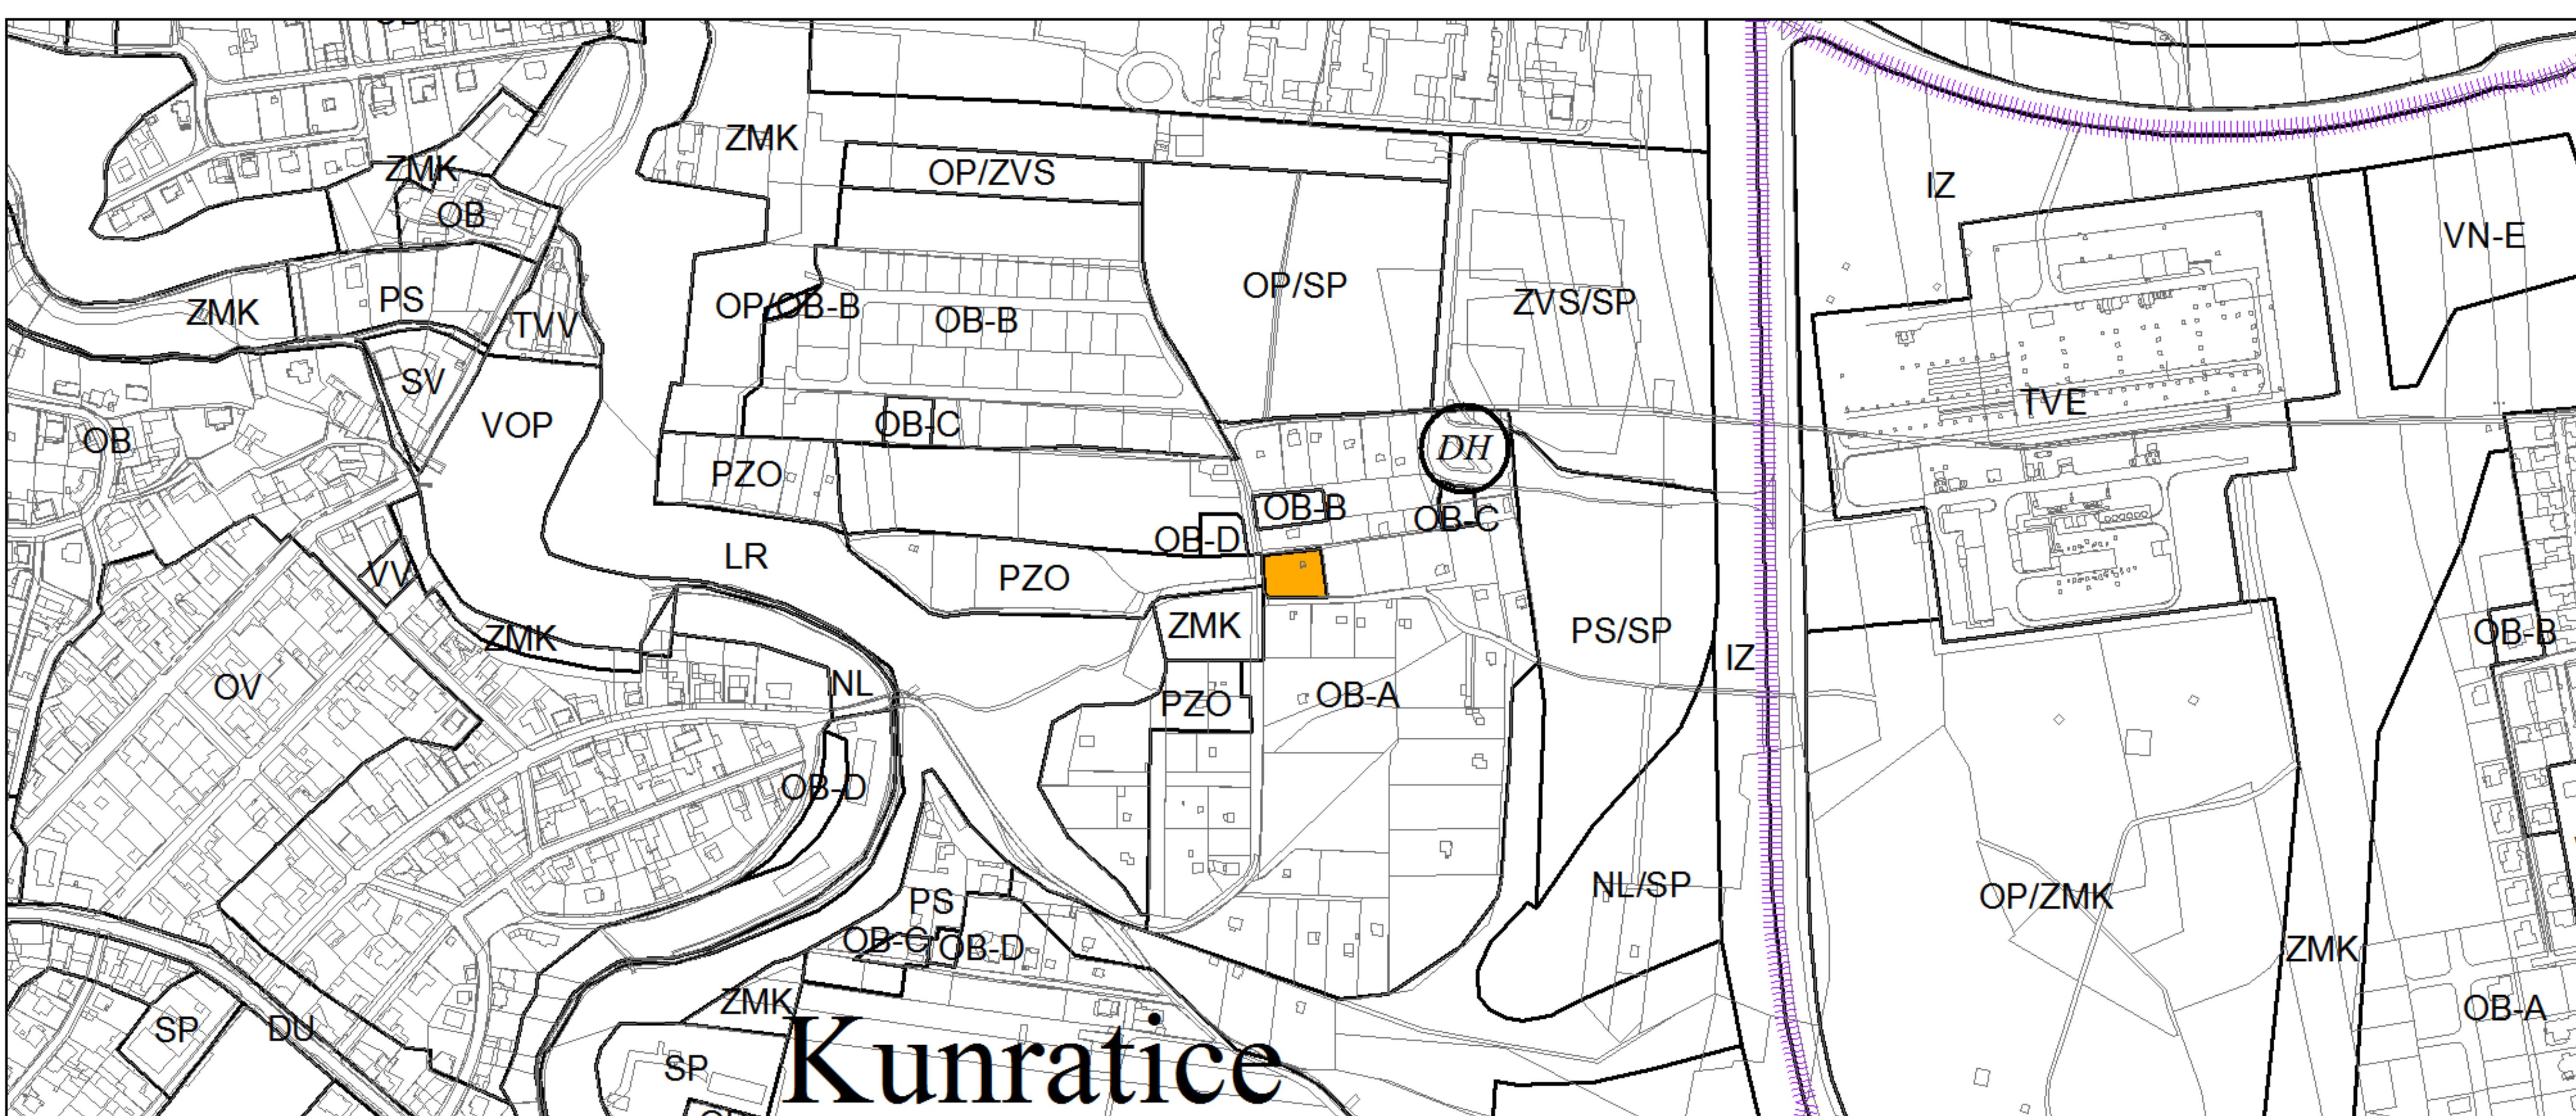 ZMK
OP/ZVS
ZMK
IZ
OB
VN-E
OP/SP
PS
ZMK
OP/OB-B
OB-B
ZVS/SP
TVV
SV
TVE
VOP
OB-C
OB
DH
PZO
OB-B
OB-C
OB-D
LR
VV
PZO
ZMK
ZMK
PS/SP
OB-B
IZ
NL
OV
OB-A
PZO
OB-D
NL/SP
OP/ZMK
PS
OB-C
OB-D
ZMK
ZMK
OB-A
SP
DU
Kunratice
SP